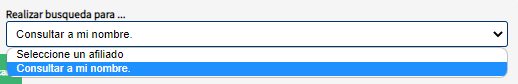 Realizar busqueda para ...
Consultar a mi nombre.
Seleccione un afiliado
Consultar a mi nombre.